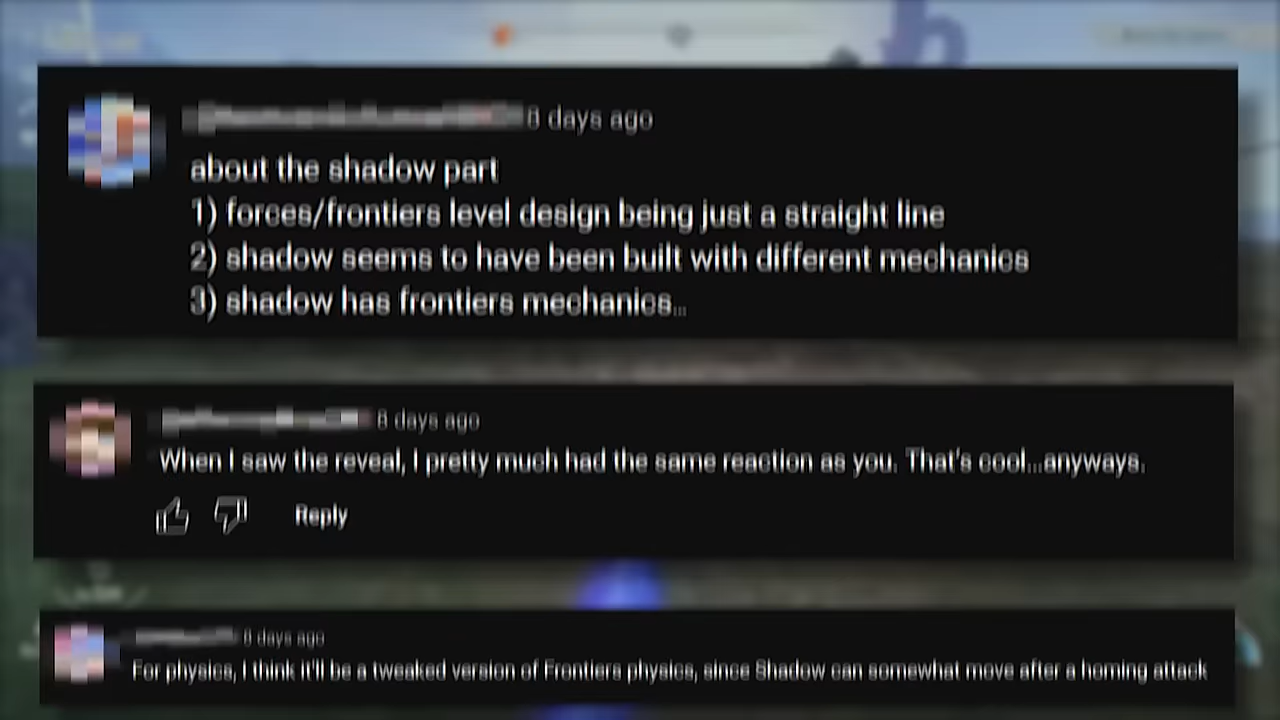 8 days ago
about the shadow part
1) forces/frontiers level design being just a straight line
2) shadow seems to have been built with different mechanics
3) shadow has frontiers mechanics...
8 days ago
When I saw the reveal, I pretty much had the same reaction as you. That's cool...anyways.
Reply
8 days ago
For physics, I think it'll be a tweaked version of Frontiers physics, since Shadow can somewhat move after a homing attack